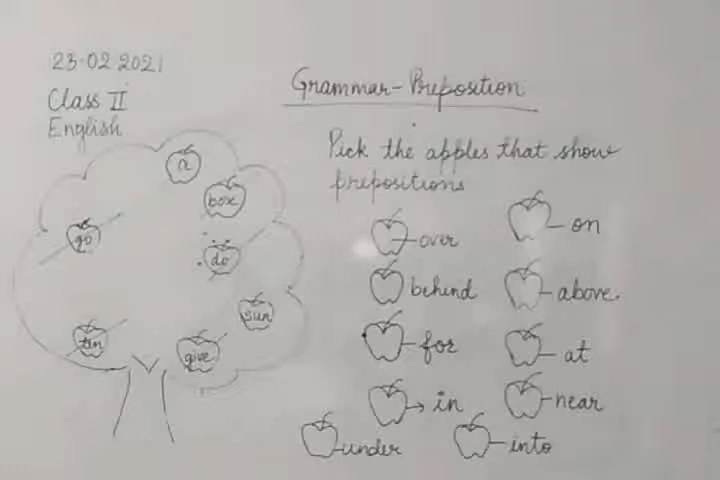 23.02.2021
Class II
English
Grammar-Preposition
Pick the apples that show
prepositions
a
box
go
do
sun
give
over
on
behind
above.
for
at
in
near
under
into